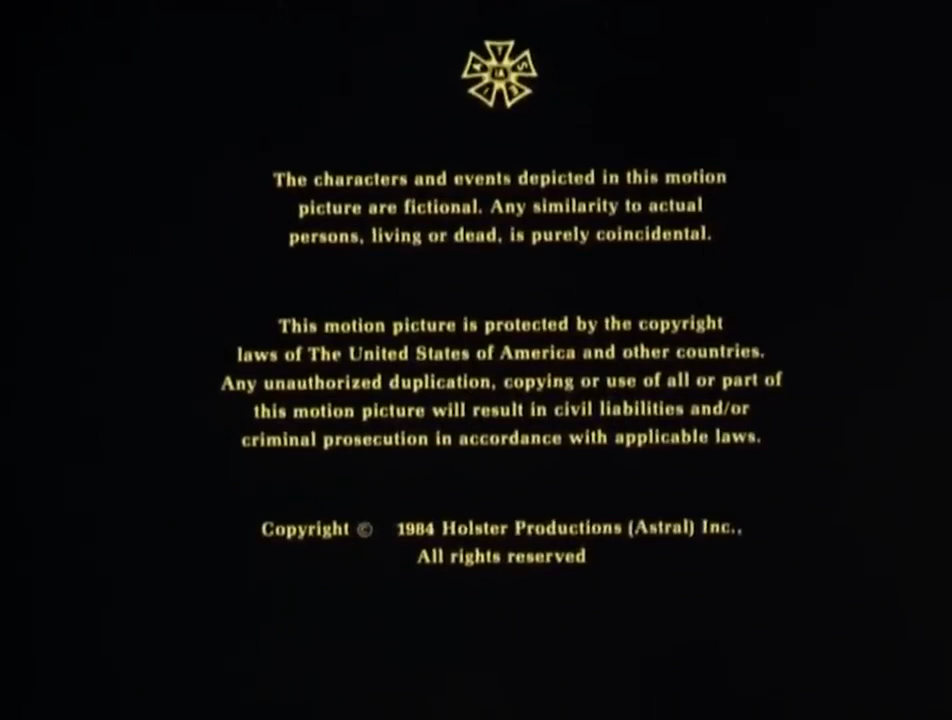 T
A S
IA
I E
The characters and events depicted in this motion
picture are fictional. Any similarity to actual
persons, living or dead, is purely coincidental.
This motion picture is protected by the copyright
laws of The United States of America and other countries.
Any unauthorized duplication, copying or use of all or part of
this motion picture will result in civil liabilities and/or
criminal prosecution in accordance with applicable laws.
Copyright © 1984 Holster Productions (Astral) Inc.,
All rights reserved